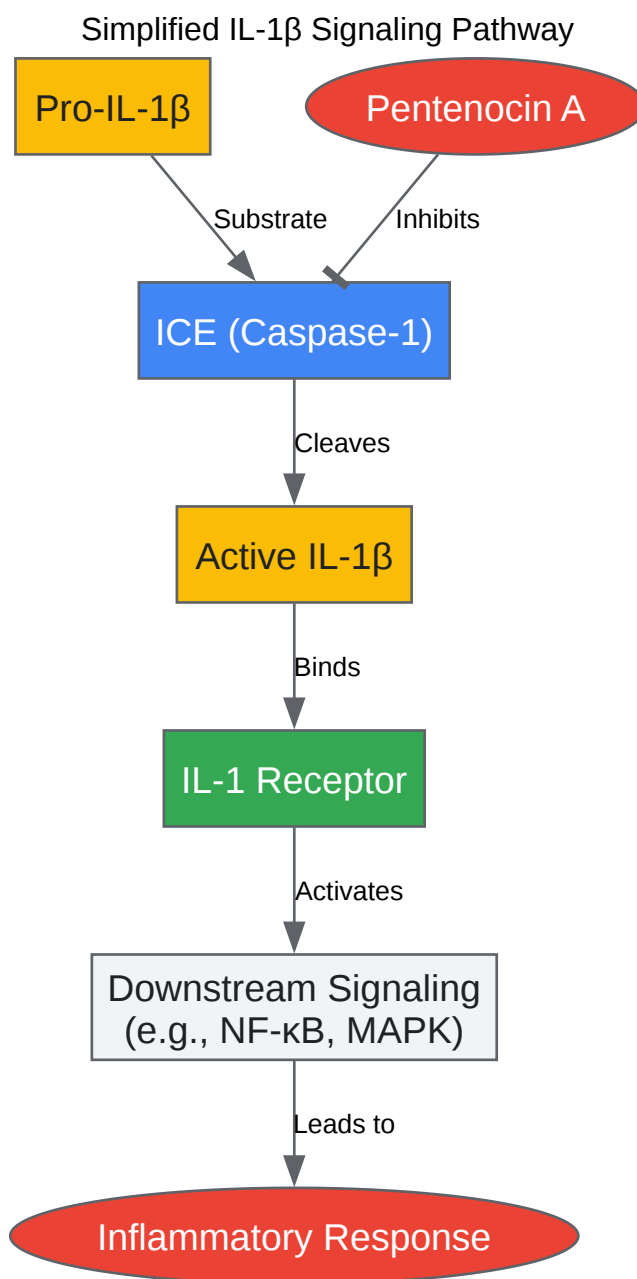 Simplified IL-1β Signaling Pathway
Pro-IL-1β
Pentenocin A
Substrate
Inhibits
ICE (Caspase-1)
Cleaves
Active IL-1β
Binds
IL-1 Receptor
Activates
Downstream Signaling
(e.g., NF-κB, MAPK)
Leads to
Inflammatory Response